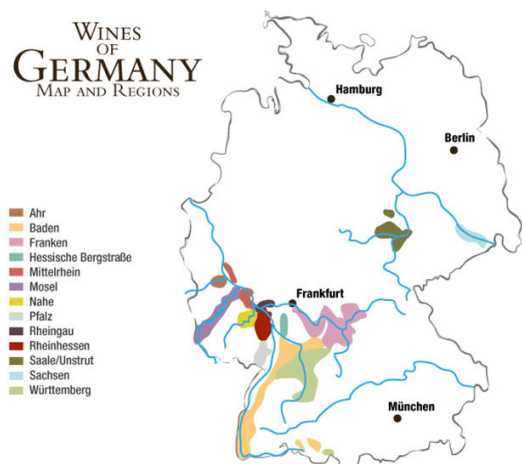 WINES
OF
GERMANY
MAP AND REGIONS
Hamburg
Berlin
Ahr
Baden
Franken
Hessische Bergstraße
Mittelrhein
Mosel
Nahe
Pfalz
Rheingau
Rheinhessen
Saale/Unstrut
Sachsen
Württemberg
Frankfurt
München